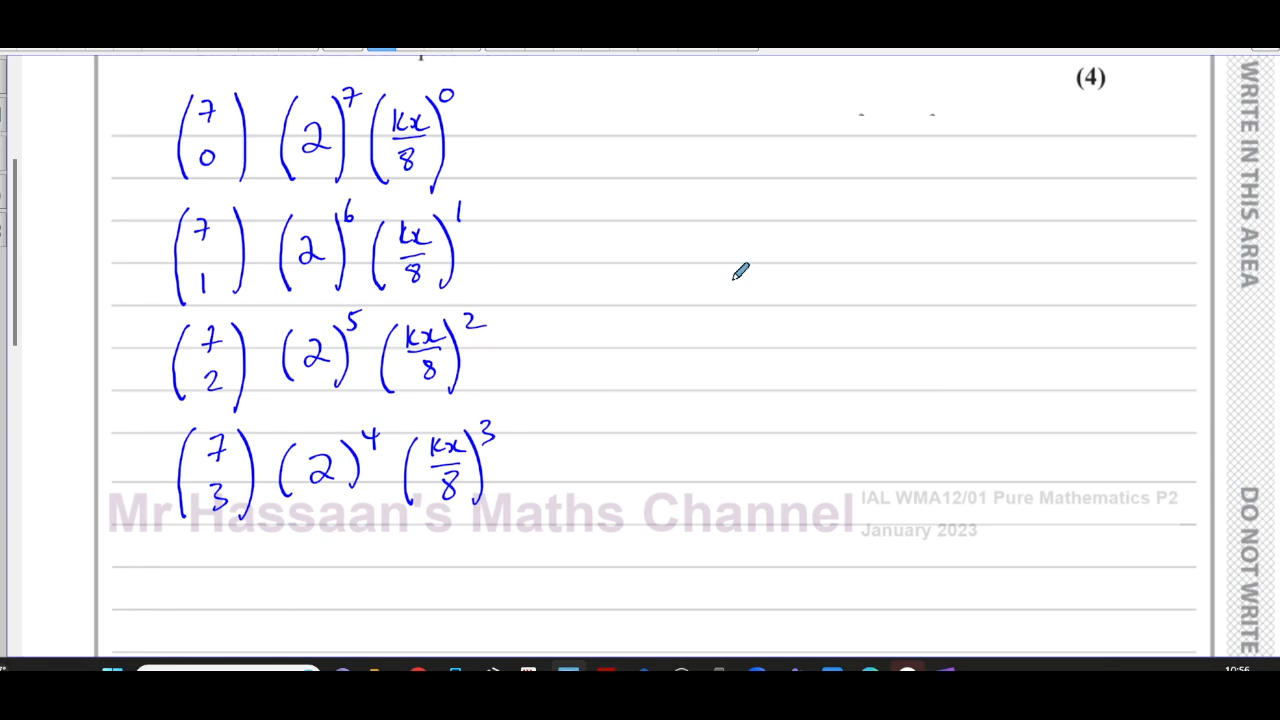 (4)
(7 0) (2)^7 (kx/8)^0
(7 1) (2)^6 (kx/8)^1
(7 2) (2)^5 (kx/8)^2
(7 3) (2)^4 (kx/8)^3
Mr Hassaan's Maths Channel
IAL WMA12/01 Pure Mathematics P2
January 2023
WRITE IN THIS AREA
DO NOT WRITE
10:56